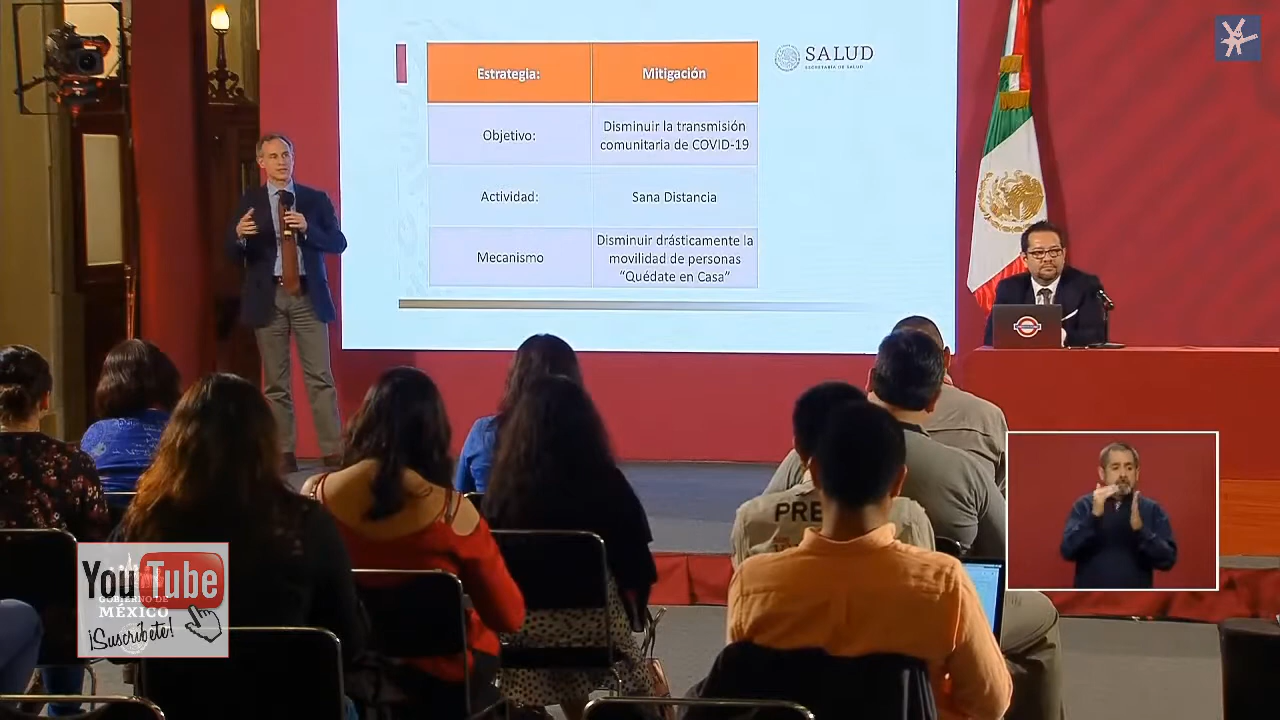 SALUD
SECRETARÍA DE SALUD
Estrategia:
Mitigación
Objetivo:
Disminuir la transmisión
comunitaria de COVID-19
Actividad:
Sana Distancia
Mecanismo
Disminuir drásticamente la
movilidad de personas
“Quédate en Casa”
PRE
YouTube
GOBIERNO DE
MÉXICO
¡Suscríbete!